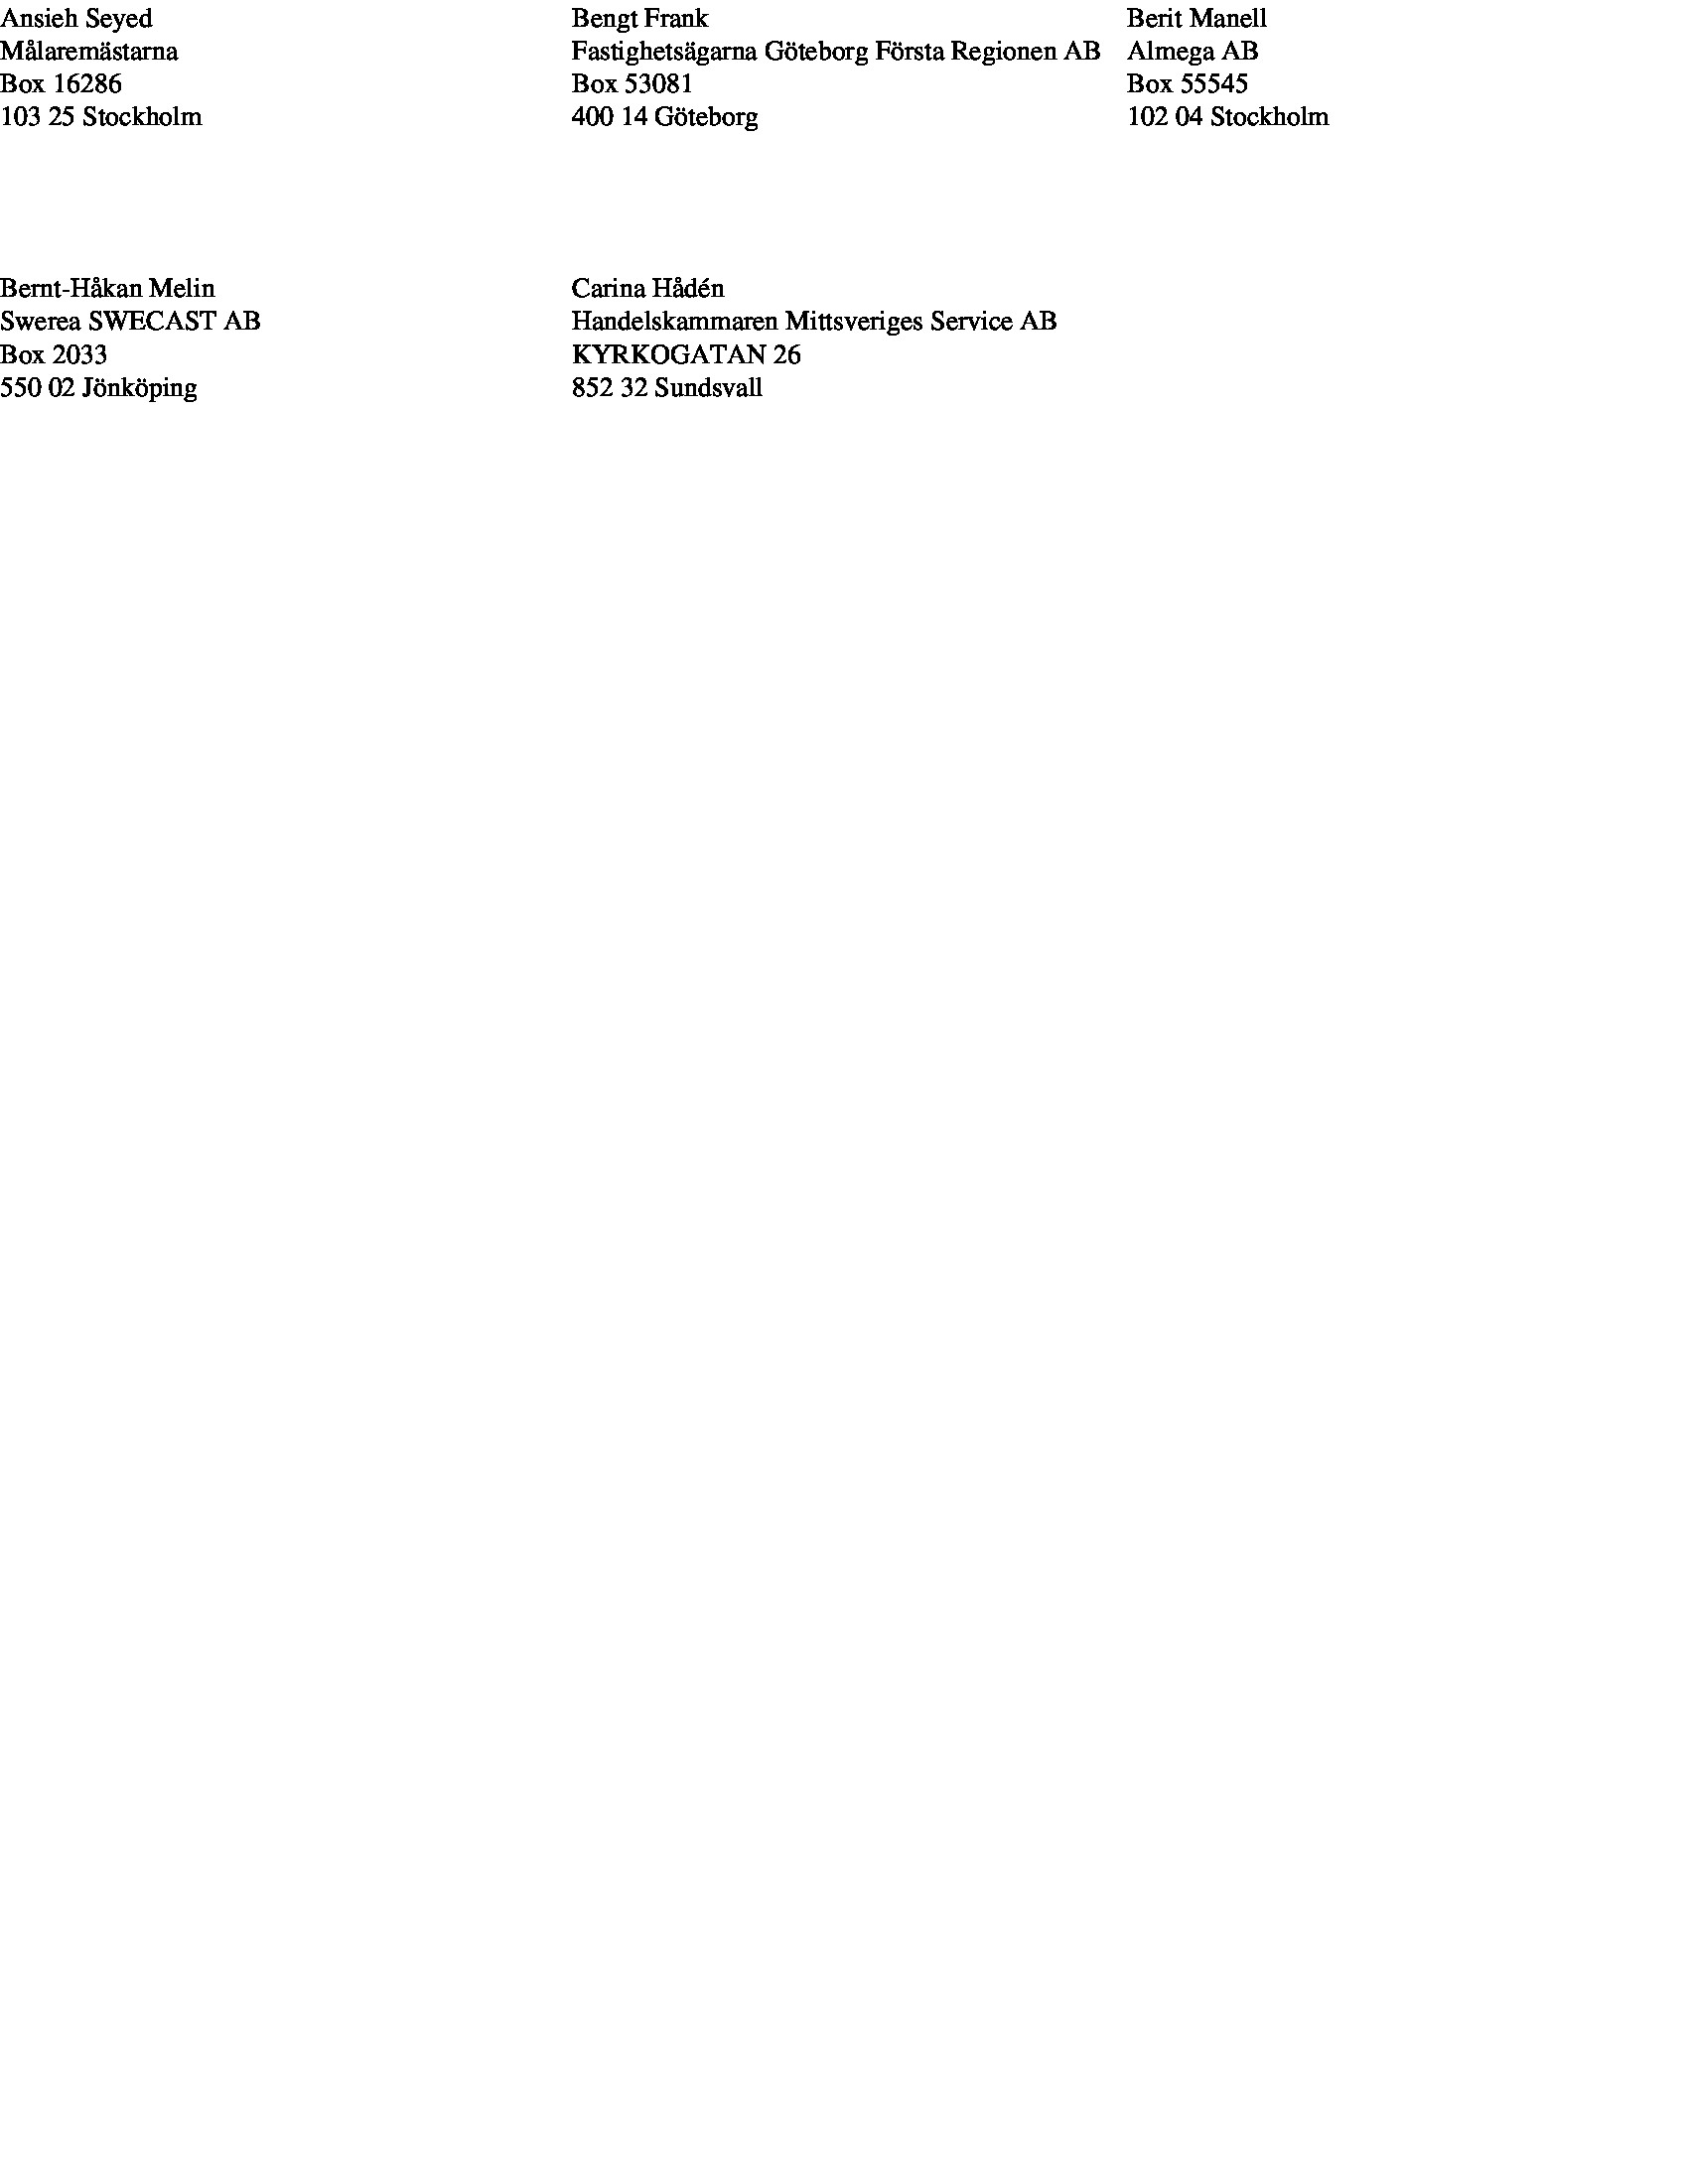 Ansieh Seyed
Målaremästarna
Box 16286
103 25 Stockholm
Bengt Frank
Fastighetsägarna Göteborg Första Regionen AB
Box 53081
400 14 Göteborg
Berit Manell
Almega AB
Box 55545
102 04 Stockholm
Bernt-Håkan Melin
Swerea SWECAST AB
Box 2033
550 02 Jönköping
Carina Hådén
Handelskammaren Mittsveriges Service AB
KYRKOGATAN 26
852 32 Sundsvall